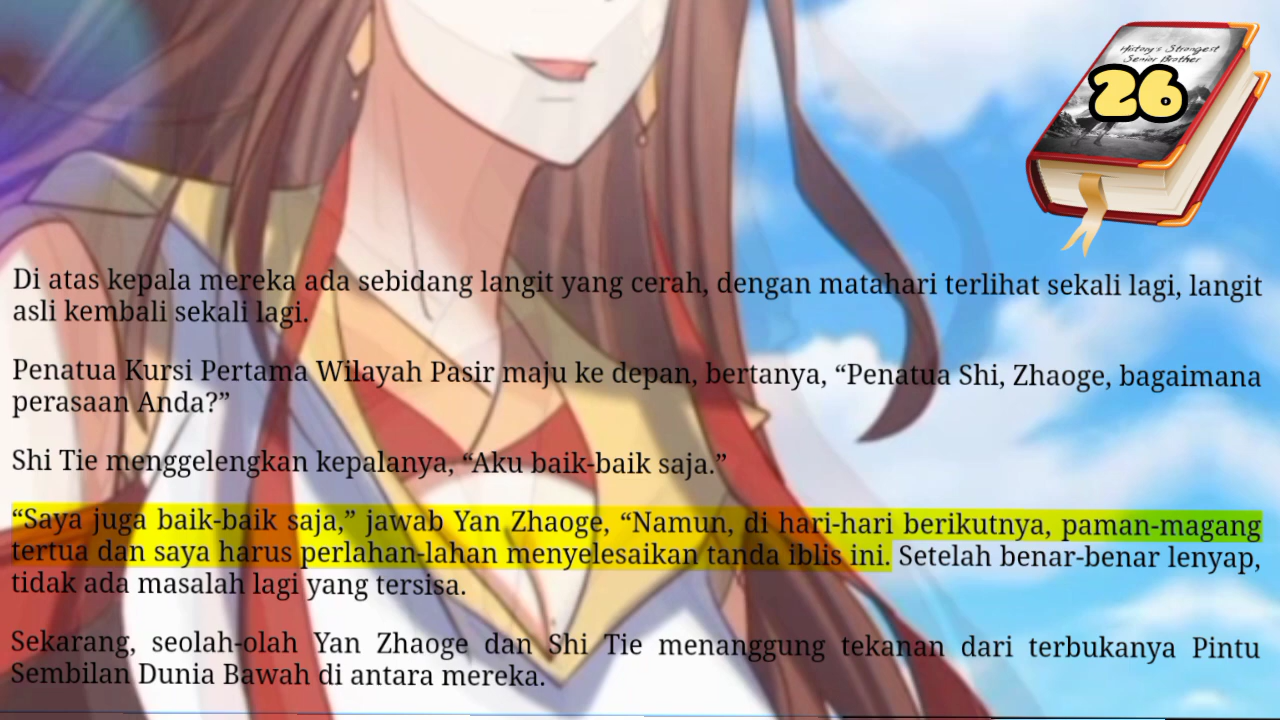 History's Strongest
Senior Brother
26
Di atas kepala mereka ada sebidang langit yang cerah, dengan matahari terlihat sekali lagi, langit
asli kembali sekali lagi.
Penatua Kursi Pertama Wilayah Pasir maju ke depan, bertanya, “Penatua Shi, Zhaoge, bagaimana
perasaan Anda?”
Shi Tie menggelengkan kepalanya, “Aku baik-baik saja.”
“Saya juga baik-baik saja,” jawab Yan Zhaoge, “Namun, di hari-hari berikutnya, paman-magang
tertua dan saya harus perlahan-lahan menyelesaikan tanda iblis ini. Setelah benar-benar lenyap,
tidak ada masalah lagi yang tersisa.
Sekarang, seolah-olah Yan Zhaoge dan Shi Tie menanggung tekanan dari terbukanya Pintu
Sembilan Dunia Bawah di antara mereka.